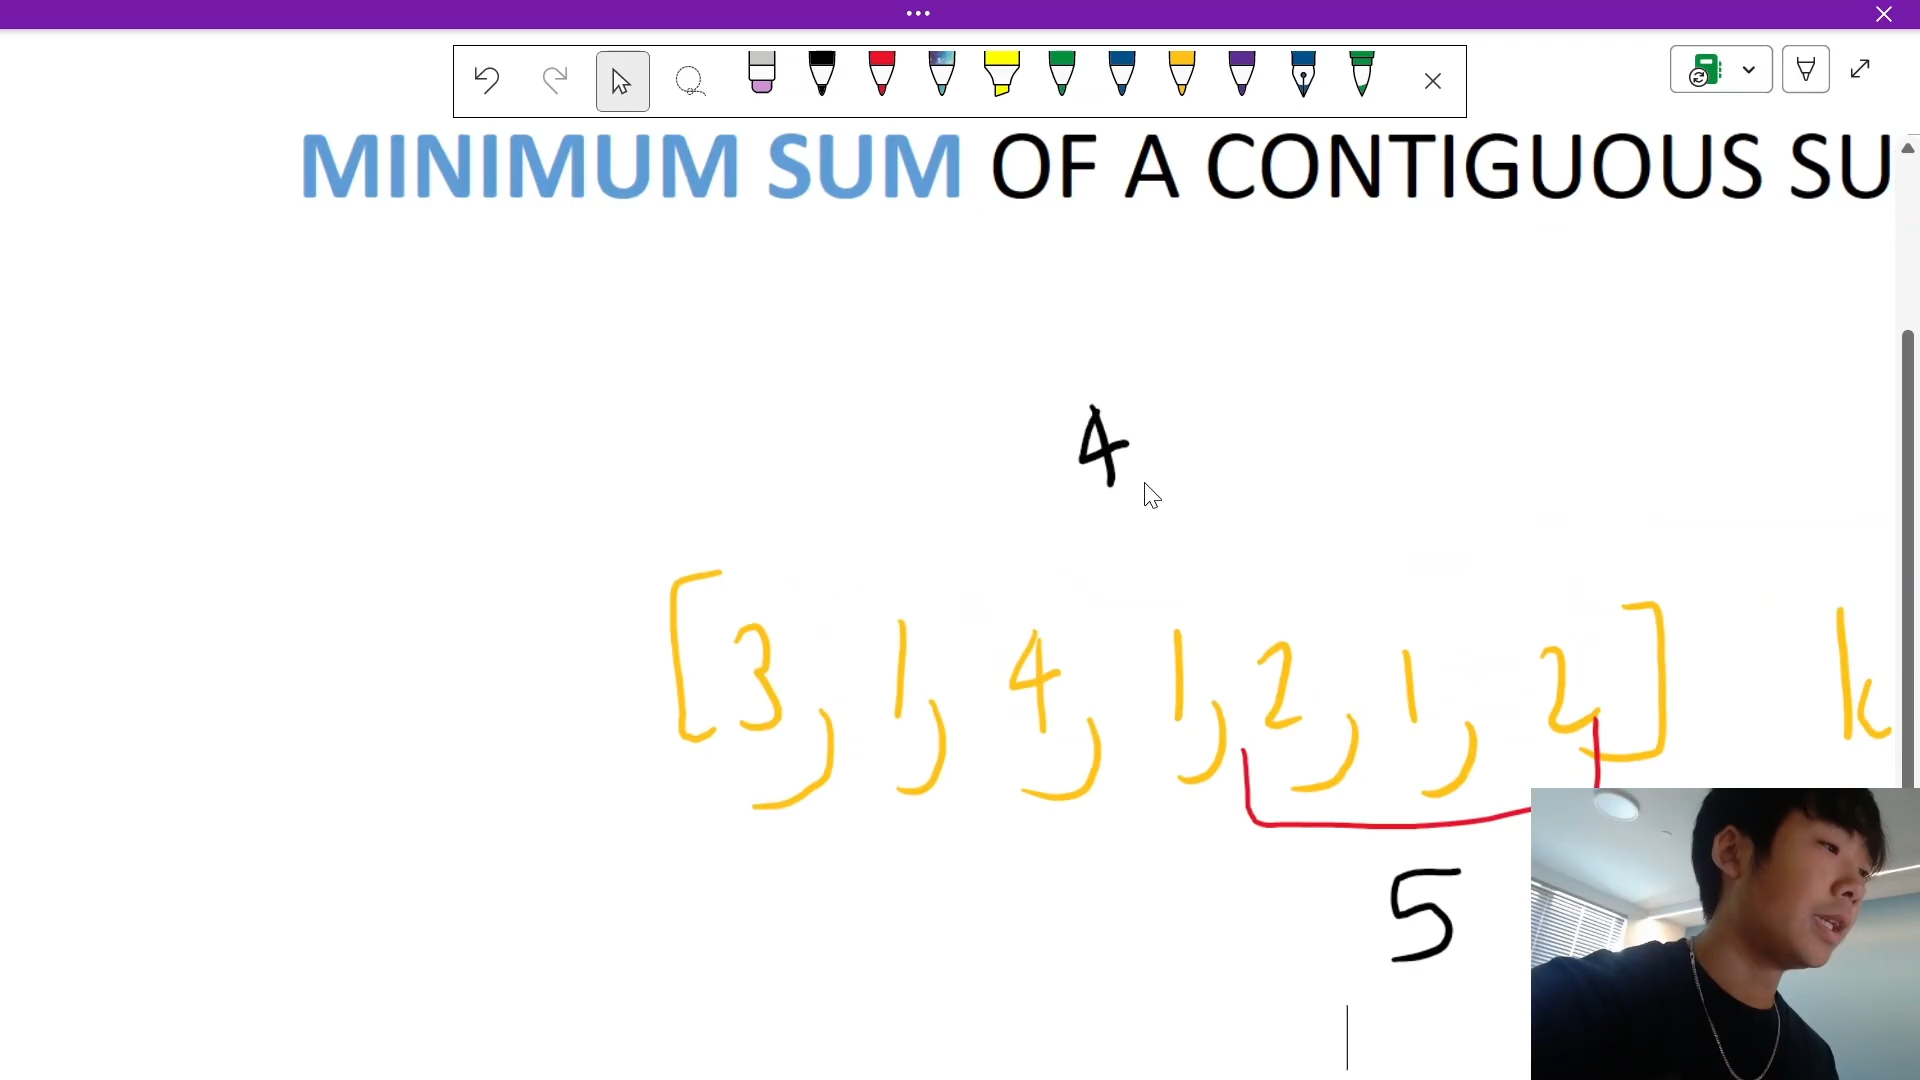 MINIMUM SUM OF A CONTIGUOUS SU
4
[3, 1, 4, 1, 2, 1, 2] k
5